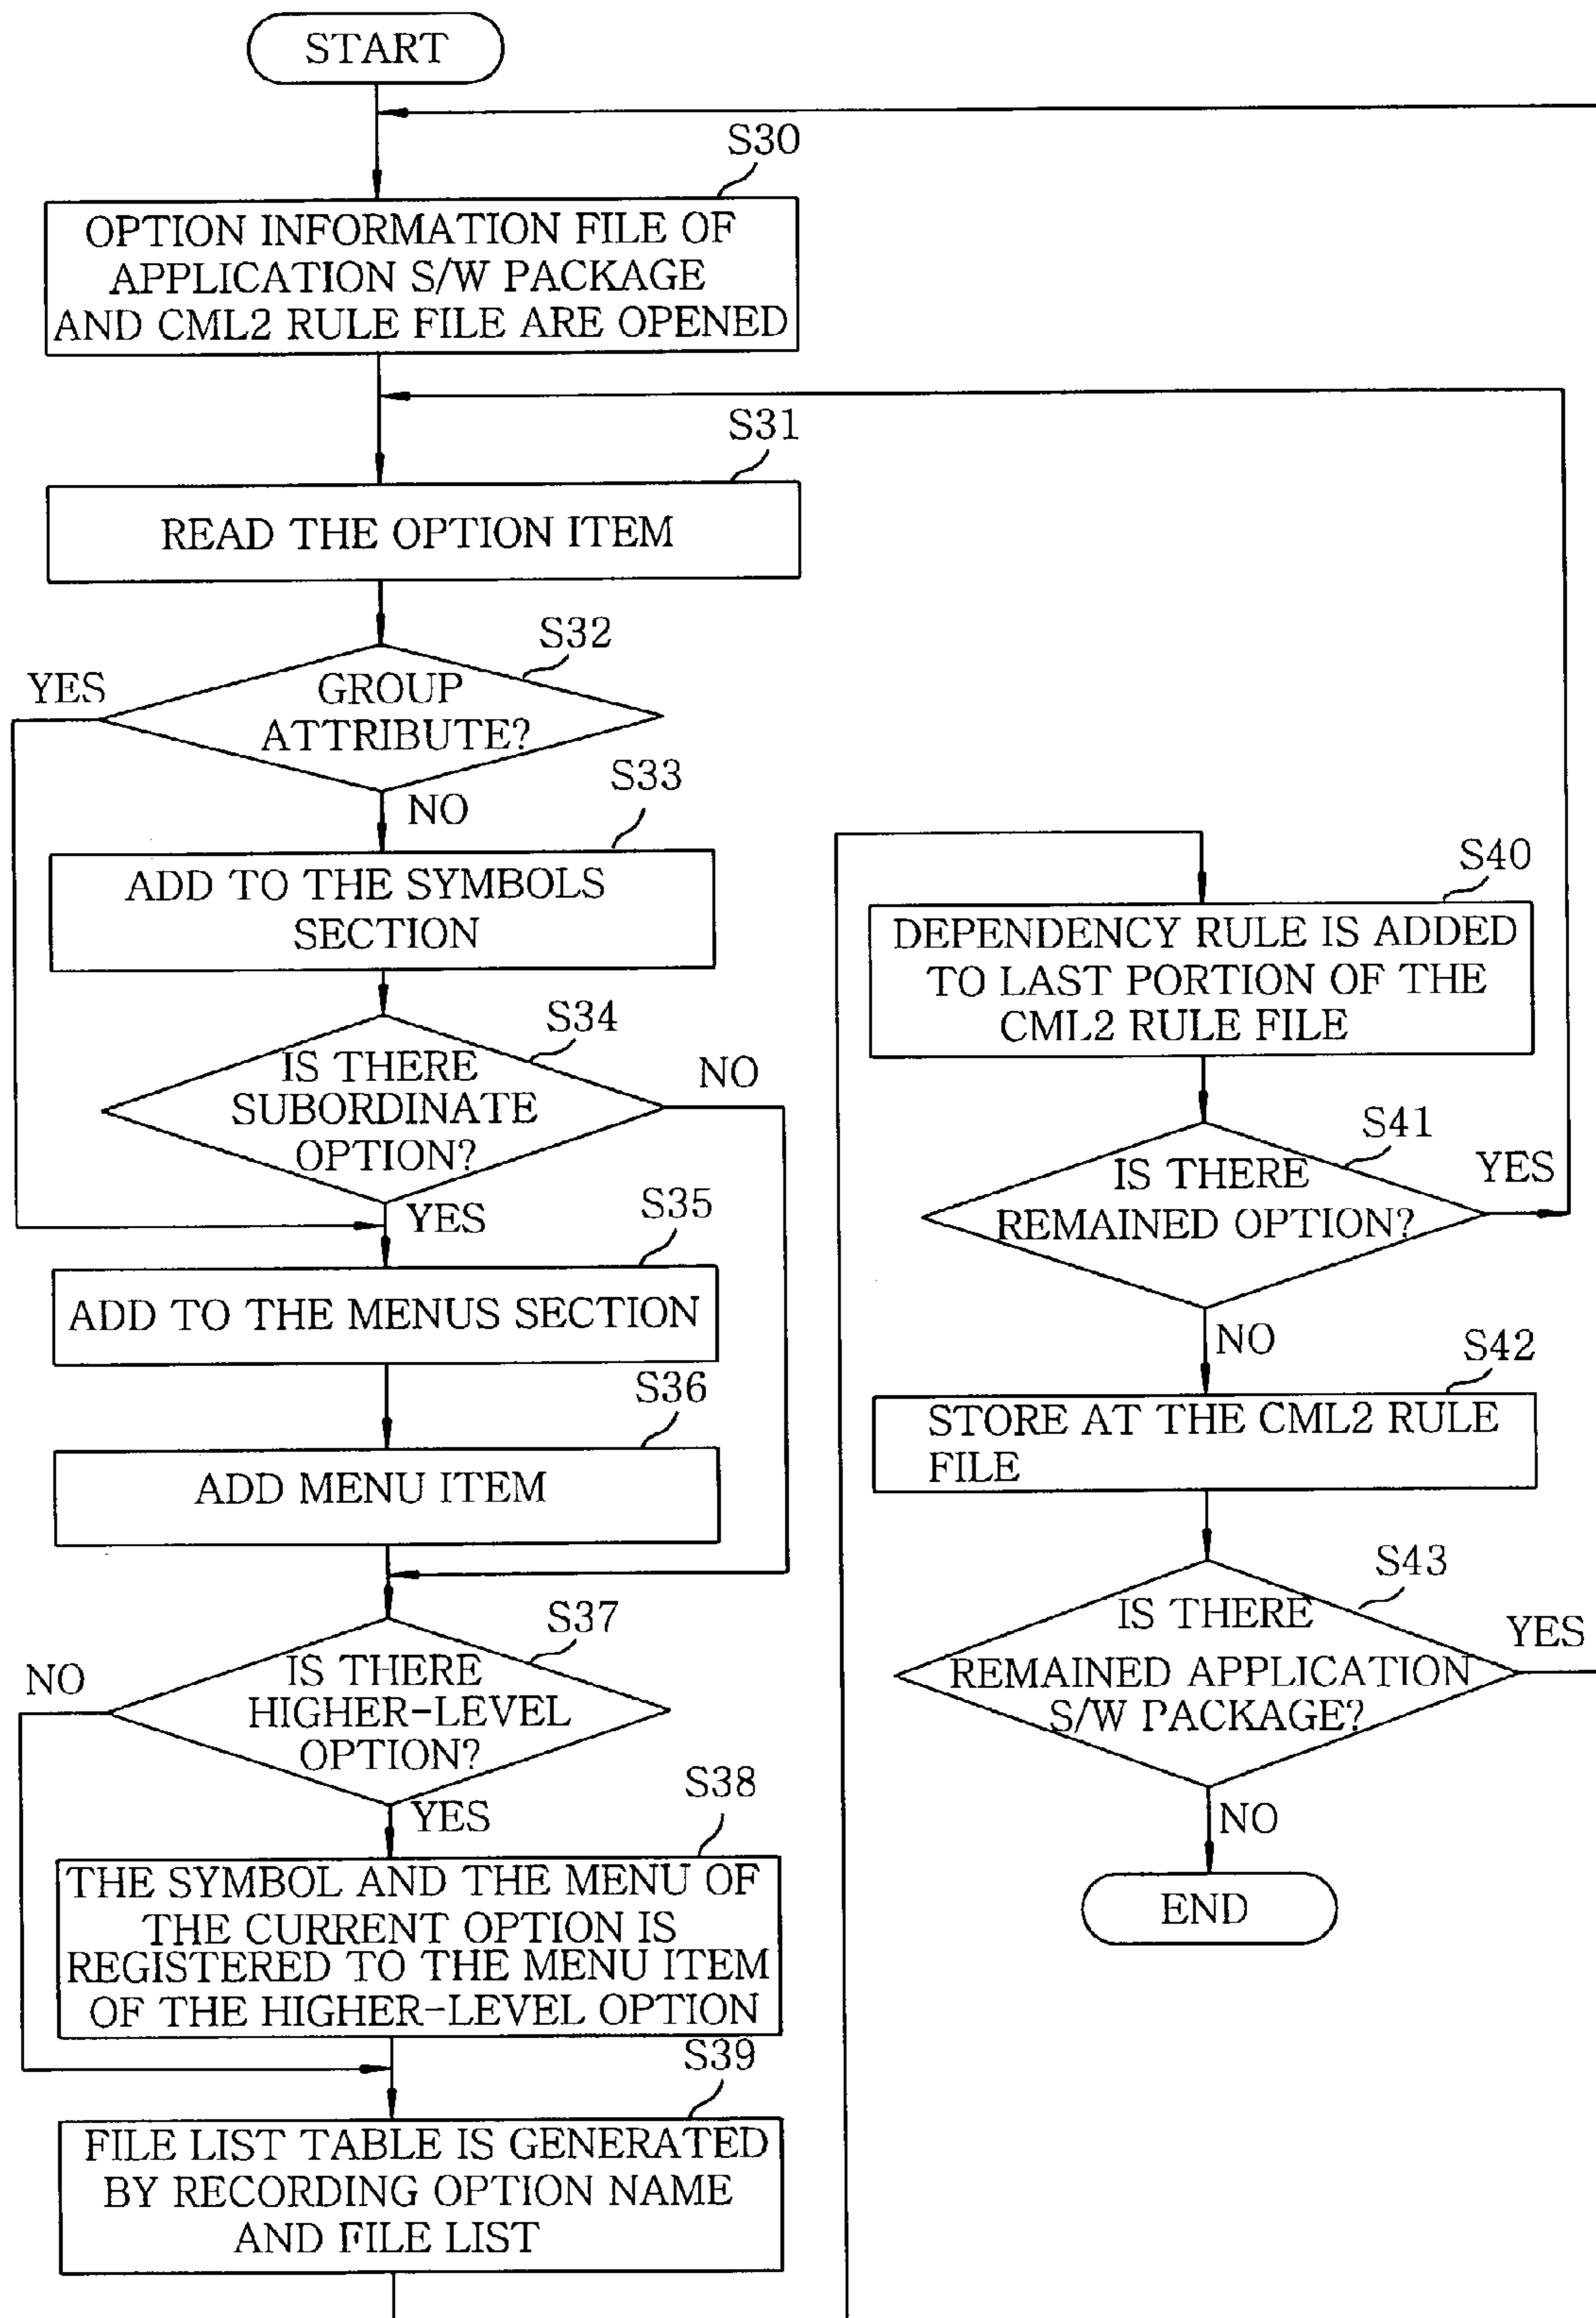 START
S30
OPTION INFORMATION FILE OF
APPLICATION S/W PACKAGE
AND CML2 RULE FILE ARE OPENED
S31
READ THE OPTION ITEM
S32
YES
GROUP
ATTRIBUTE?
NO
S33
ADD TO THE SYMBOLS
SECTION
S34
IS THERE
SUBORDINATE
OPTION?
NO
YES
S35
ADD TO THE MENUS SECTION
S36
ADD MENU ITEM
S37
NO
IS THERE
HIGHER-LEVEL
OPTION?
YES
S38
THE SYMBOL AND THE MENU OF
THE CURRENT OPTION IS
REGISTERED TO THE MENU ITEM
OF THE HIGHER-LEVEL OPTION
S39
FILE LIST TABLE IS GENERATED
BY RECORDING OPTION NAME
AND FILE LIST
S40
DEPENDENCY RULE IS ADDED
TO LAST PORTION OF THE
CML2 RULE FILE
S41
IS THERE
REMAINED OPTION?
YES
NO
S42
STORE AT THE CML2 RULE
FILE
S43
IS THERE
REMAINED APPLICATION
S/W PACKAGE?
YES
NO
END